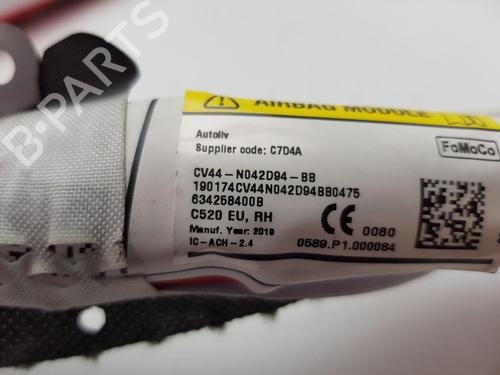 AIRBAG MODULE
Autoliv
Supplier code: C7D4A
FoMoCo
CV44-N042D94-BB
190174CV44N042D94BB0475
634258400B
C520 EU, RH
Manuf. Year: 2019
IC-ACH-2.4
CE 0080
0589.P1.000084
B-PARTS